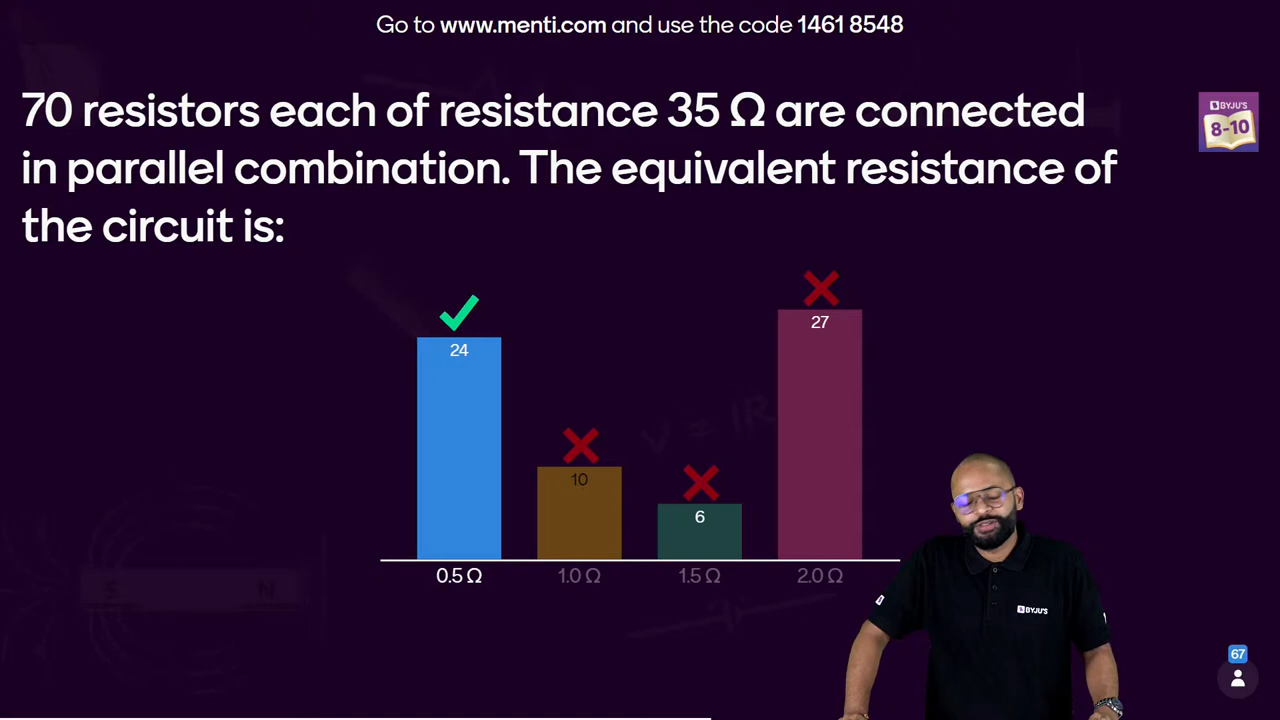 Go to www.menti.com and use the code 1461 8548
70 resistors each of resistance 35 Ω are connected
in parallel combination. The equivalent resistance of
the circuit is:
BYJU'S
8-10
24
10
6
27
0.5 Ω
1.0 Ω
1.5 Ω
2.0 Ω
V = IR
S
N
BYJU'S
67